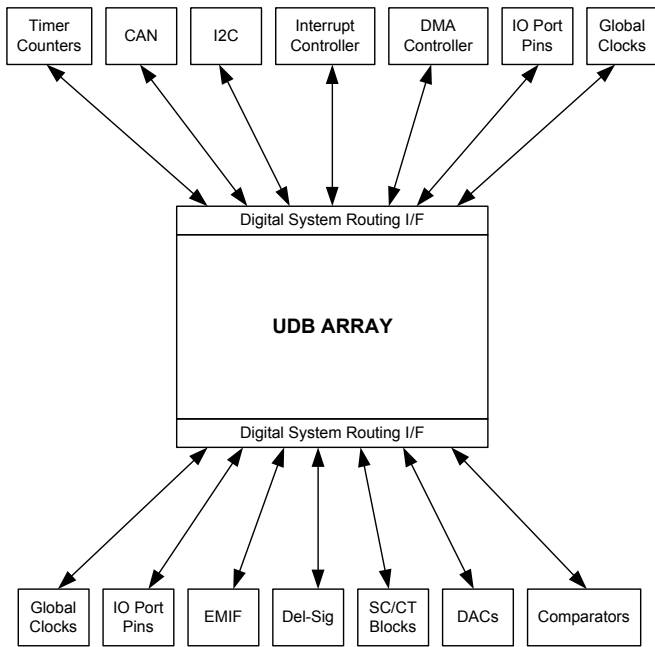 Timer
Counters
CAN
I2C
Interrupt
Controller
DMA
Controller
IO Port
Pins
Global
Clocks
Digital System Routing I/F
UDB ARRAY
Digital System Routing I/F
Global
Clocks
IO Port
Pins
EMIF
Del-Sig
SC/CT
Blocks
DACs
Comparators